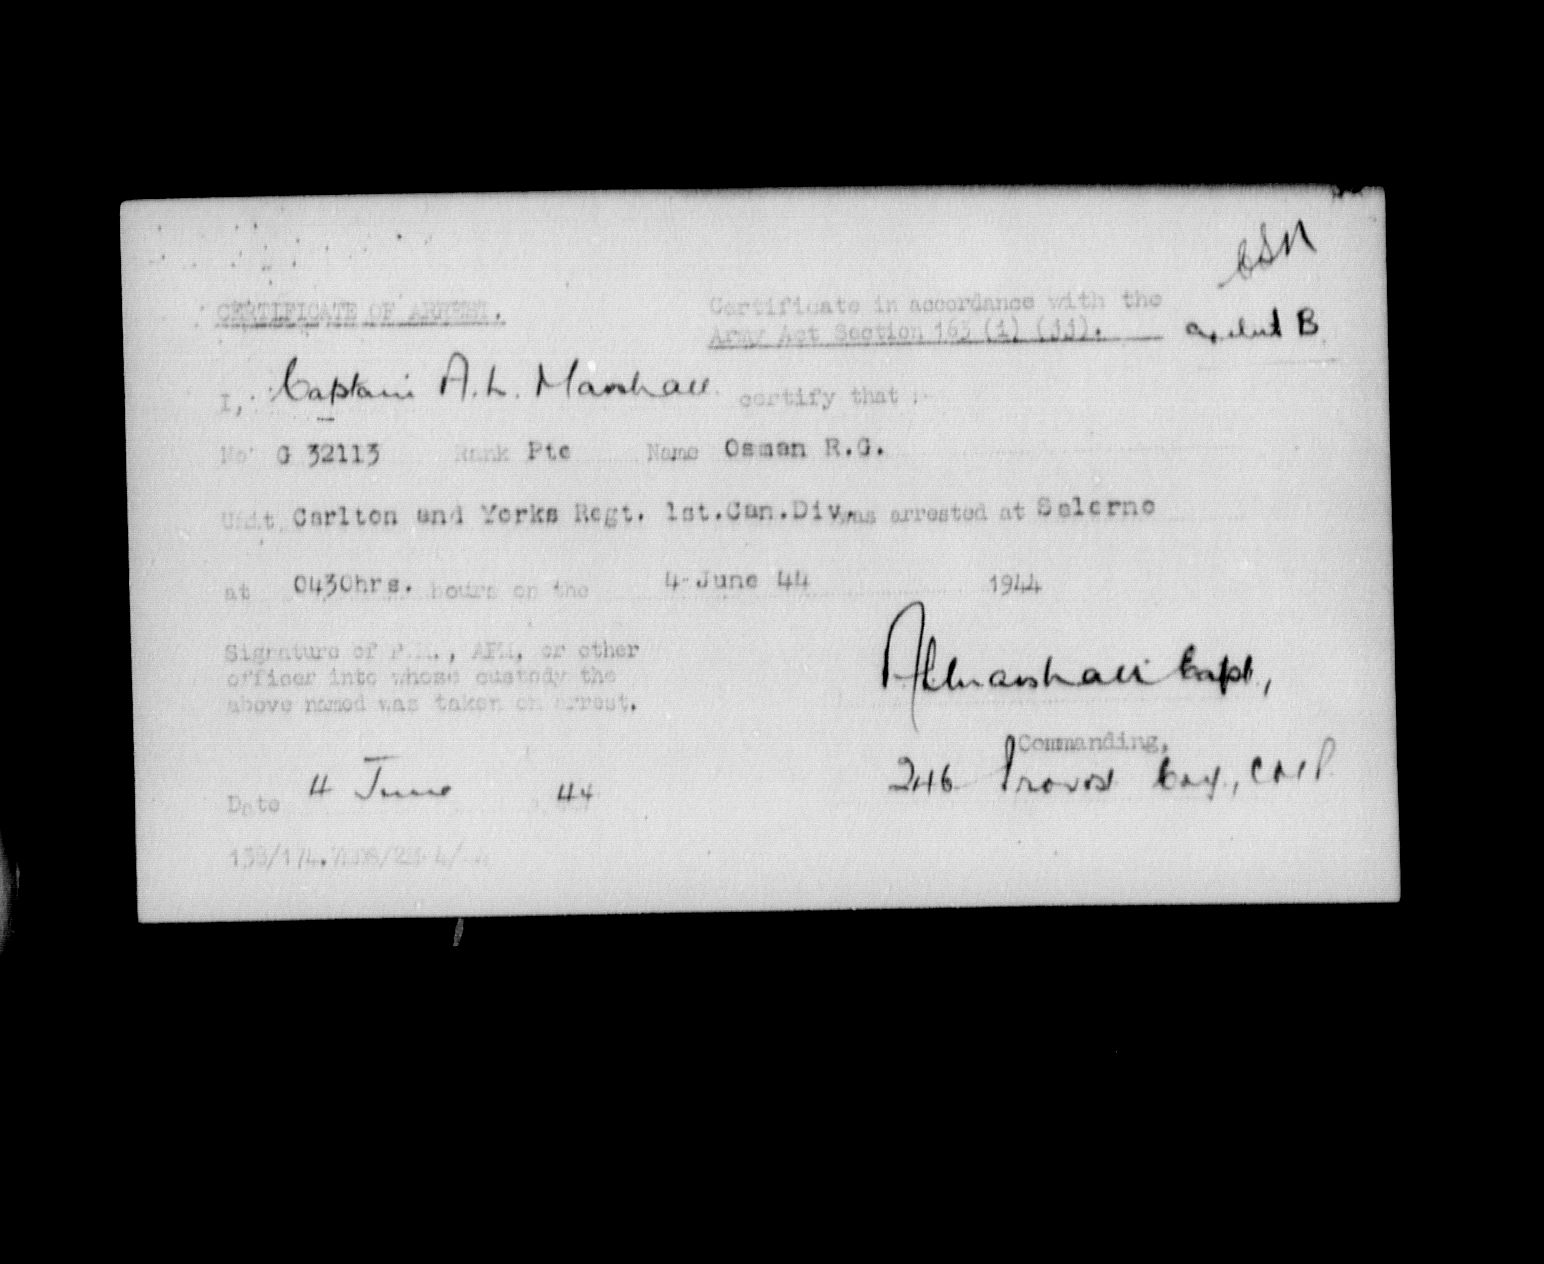 CERTIFICATE OF ARREST.
Certificate in accordance with the
Army Act Section 163 (i) (jj).
B
I, Captain A.L. Marshall certify that :
No G 32113 Rank Pte Name Osman R.G.
Unit Carlton and Yorks Regt. 1st.Can.Div. was arrested at Salerno
at 0430hrs. hours on the 4-June 44 1944
Signature of P.M., APM, or other
officer into whose custody the
above named was taken on arrest.
ALMarshall Capt,
Commanding,
246 Provost Coy, CMP
Date 4 June 44